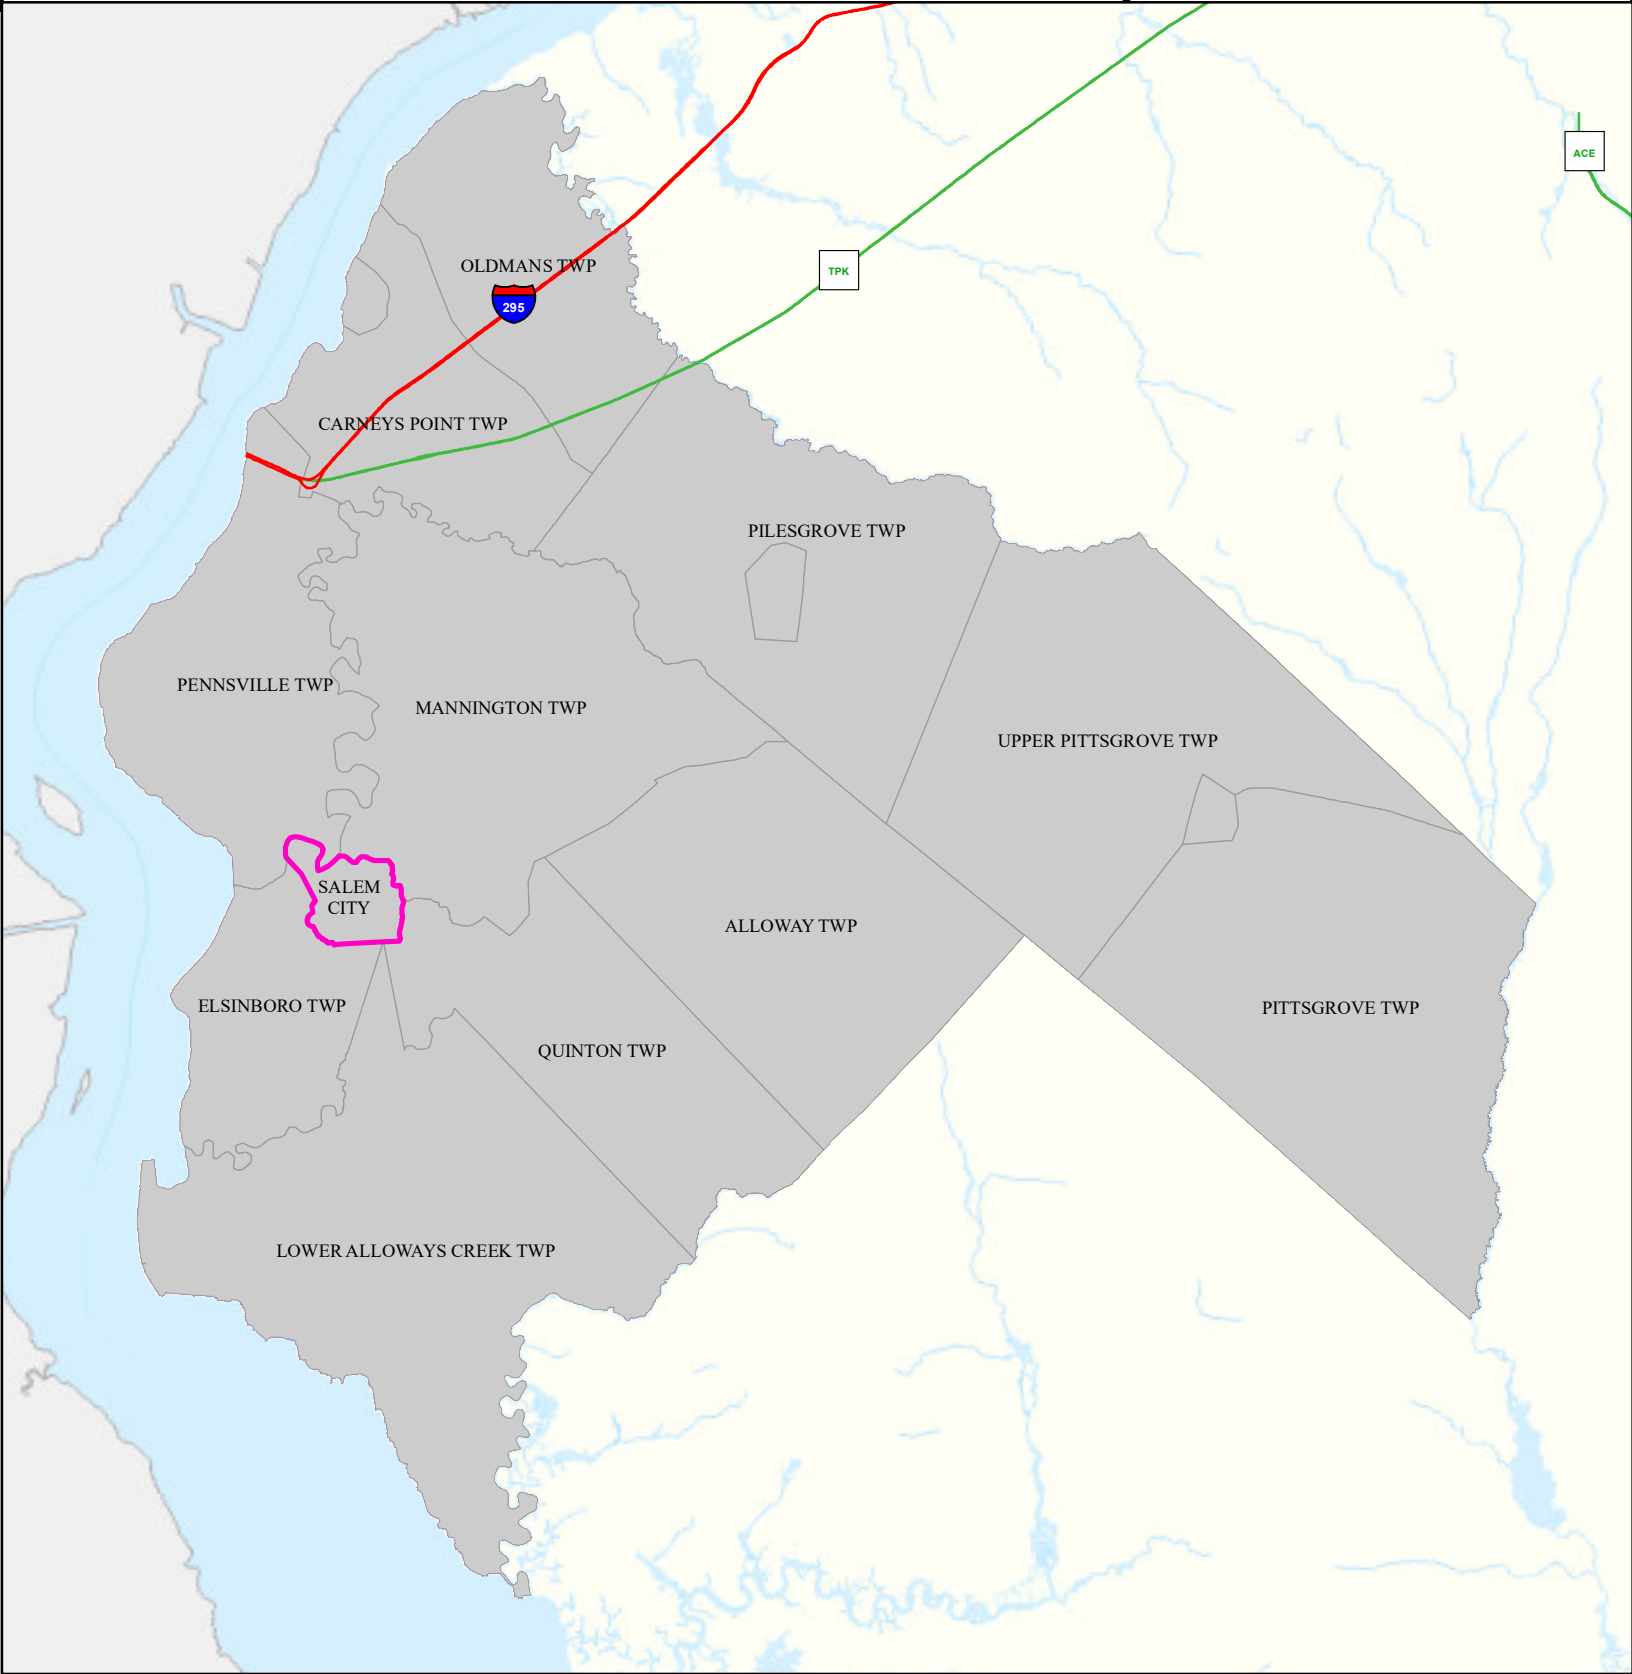 ACE
OLDMANS TWP
TPK
295
CARNEYS POINT TWP
PILESGROVE TWP
PENNSVILLE TWP
MANNINGTON TWP
UPPER PITTSGROVE TWP
SALEM
CITY
ALLOWAY TWP
ELSINBORO TWP
PITTSGROVE TWP
QUINTON TWP
LOWER ALLOWAYS CREEK TWP